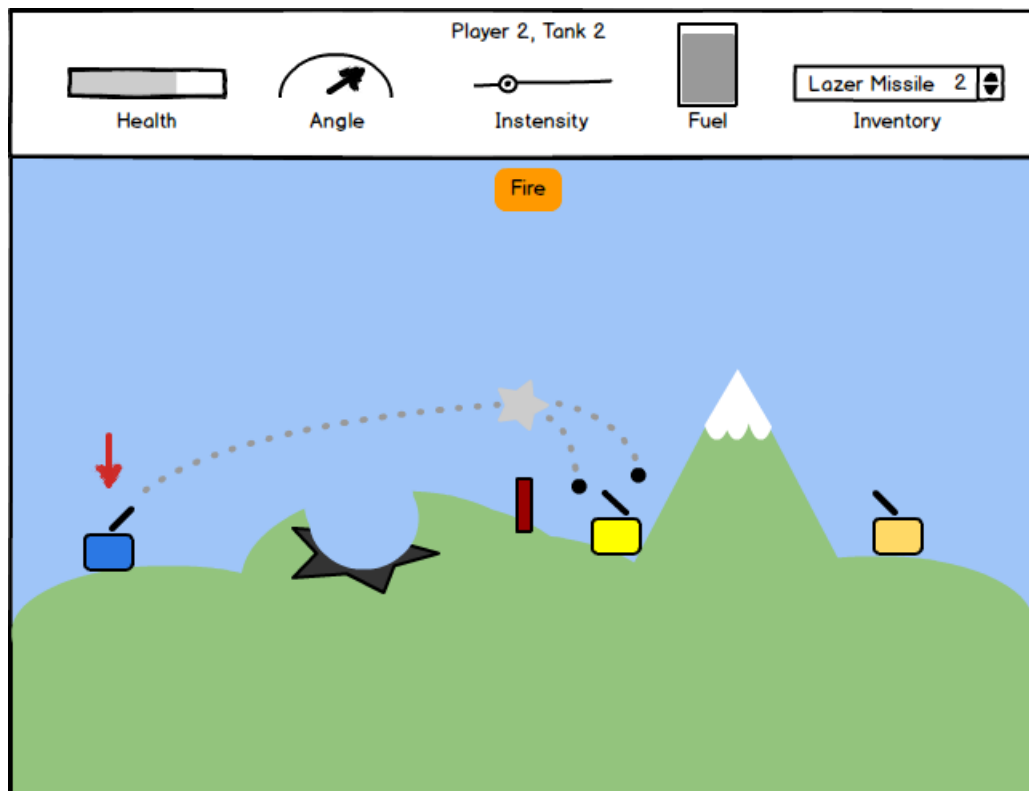 Player 2, Tank 2
Lazer Missile 2
Health
Angle
Instensity
Fuel
Inventory
Fire